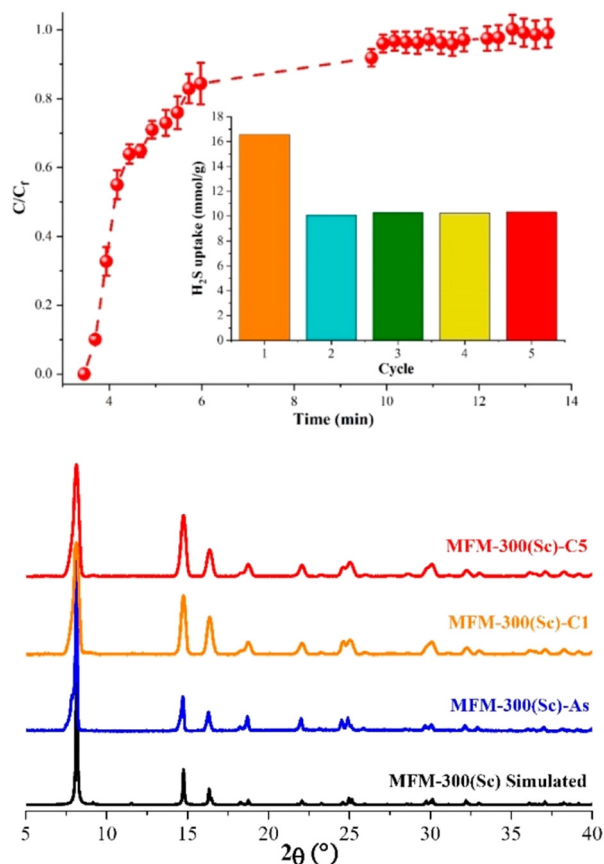 1.0
0.8
0.6
0.4
0.2
0.0
C/Cf
4 6 8 10 12 14
Time (min)
18
16
14
12
10
8
6
4
2
0
H₂S uptake (mmol/g)
1 2 3 4 5
Cycle
MFM-300(Sc)-C5
MFM-300(Sc)-C1
MFM-300(Sc)-As
MFM-300(Sc) Simulated
5 10 15 20 25 30 35 40
2θ (°)